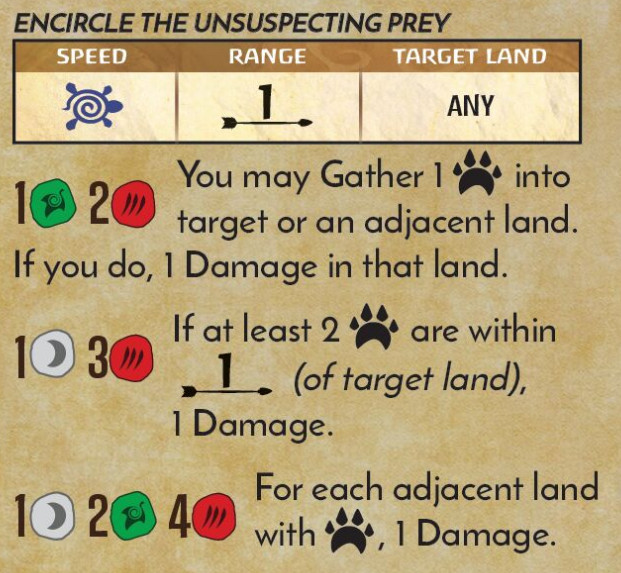 ENCIRCLE THE UNSUSPECTING PREY
SPEED RANGE TARGET LAND
1 ANY
1 2 You may Gather 1 into
target or an adjacent land.
If you do, 1 Damage in that land.
1 3 If at least 2 are within
1 (of target land),
1 Damage.
1 2 4 For each adjacent land
with , 1 Damage.